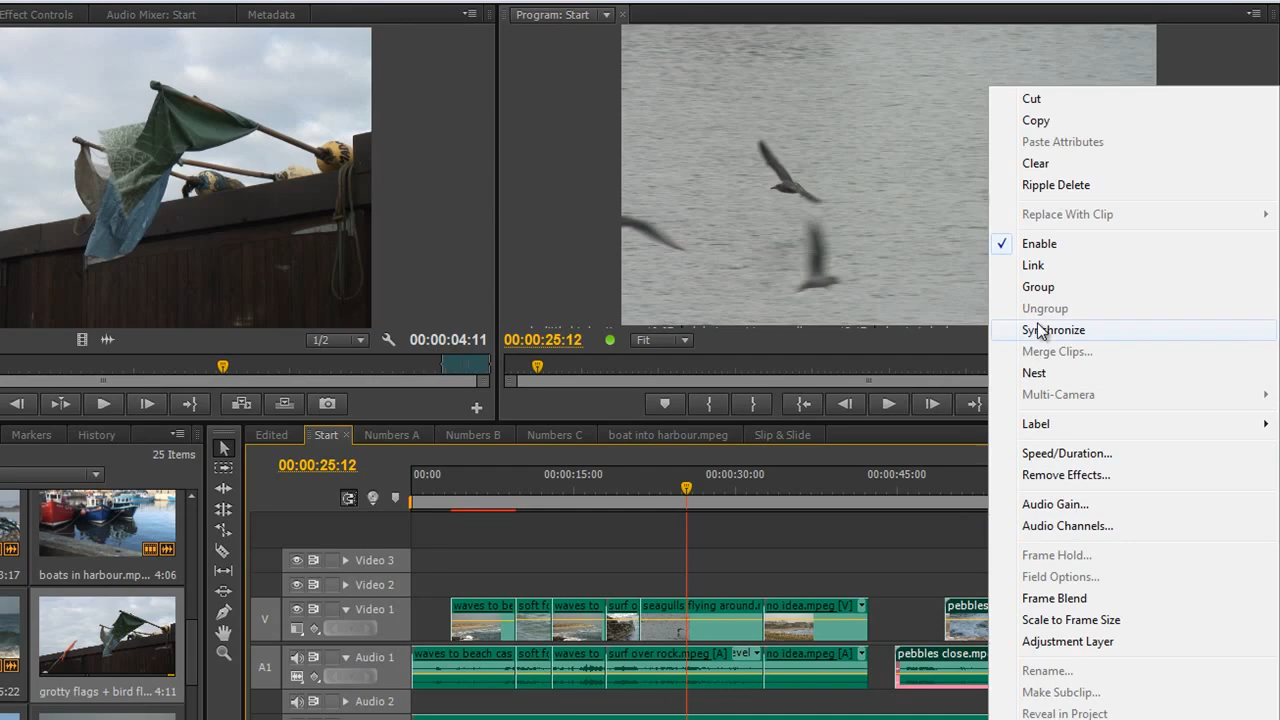 Effect Controls
Audio Mixer: Start
Metadata
Program: Start
1/2
00:00:04:11
00:00:25:12
Fit
Markers
History
25 Items
3:17
boats in harbour.mp... 4:06
5:22
grotty flags + bird fl... 4:11
Edited
Start
Numbers A
Numbers B
Numbers C
boat into harbour.mpeg
Slip & Slide
00:00:25:12
00:00
00:00:15:00
00:00:30:00
00:00:45:00
Video 3
Video 2
V
Video 1
waves to be
soft fo
waves to
surf o
seagulls flying around.m
no idea.mpeg [V]
pebbles
A1
Audio 1
waves to beach cas
soft fo
waves to
surf over rock.mpeg [A]
evel
no idea.mpeg [A]
pebbles close.mp
Audio 2
Cut
Copy
Paste Attributes
Clear
Ripple Delete
Replace With Clip
Enable
Link
Group
Ungroup
Synchronize
Merge Clips...
Nest
Multi-Camera
Label
Speed/Duration...
Remove Effects...
Audio Gain...
Audio Channels...
Frame Hold...
Field Options...
Frame Blend
Scale to Frame Size
Adjustment Layer
Rename...
Make Subclip...
Reveal in Project